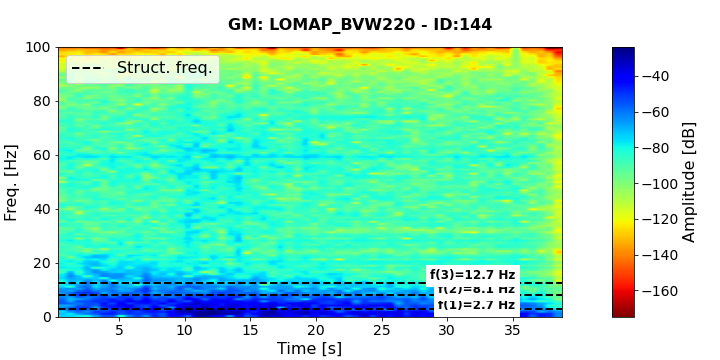 GM: LOMAP_BVW220 - ID:144
Freq. [Hz]
100
80
60
40
20
0
Struct. freq.
f(3)=12.7 Hz
f(2)=8.1 Hz
f(1)=2.7 Hz
5
10
15
20
25
30
35
Time [s]
−40
−60
−80
−100
−120
−140
−160
Amplitude [dB]